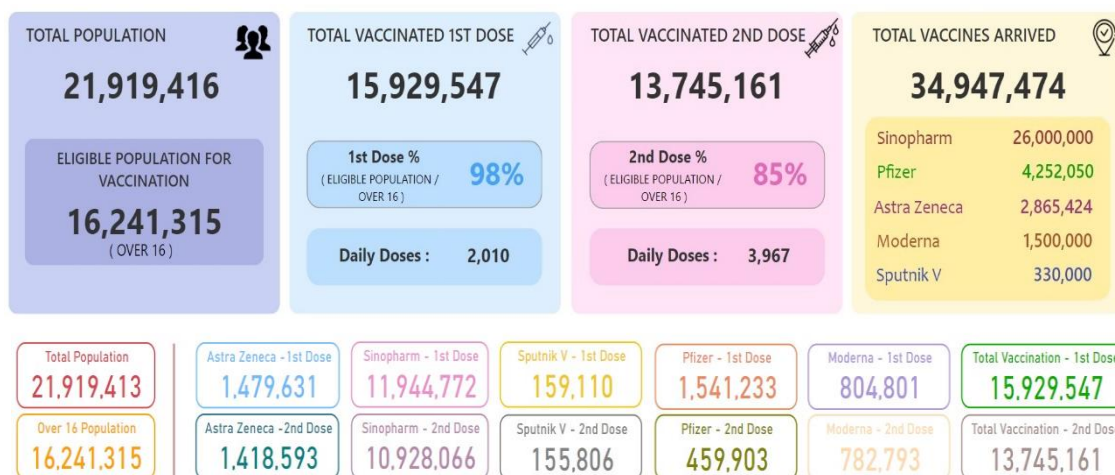 TOTAL POPULATION
21,919,416
ELIGIBLE POPULATION FOR
VACCINATION
16,241,315
( OVER 16 )
TOTAL VACCINATED 1ST DOSE
15,929,547
1st Dose %
( ELIGIBLE POPULATION /
OVER 16 )
98%
Daily Doses : 2,010
TOTAL VACCINATED 2ND DOSE
13,745,161
2nd Dose %
( ELIGIBLE POPULATION /
OVER 16 )
85%
Daily Doses : 3,967
TOTAL VACCINES ARRIVED
34,947,474
Sinopharm 26,000,000
Pfizer 4,252,050
Astra Zeneca 2,865,424
Moderna 1,500,000
Sputnik V 330,000
Total Population
21,919,413
Astra Zeneca -1st Dose
1,479,631
Sinopharm - 1st Dose
11,944,772
Sputnik V - 1st Dose
159,110
Pfizer - 1st Dose
1,541,233
Moderna - 1st Dose
804,801
Total Vaccination - 1st Dose
15,929,547
Over 16 Population
16,241,315
Astra Zeneca -2nd Dose
1,418,593
Sinopharm - 2nd Dose
10,928,066
Sputnik V - 2nd Dose
155,806
Pfizer - 2nd Dose
459,903
Moderna - 2nd Dose
782,793
Total Vaccination - 2nd Dose
13,745,161